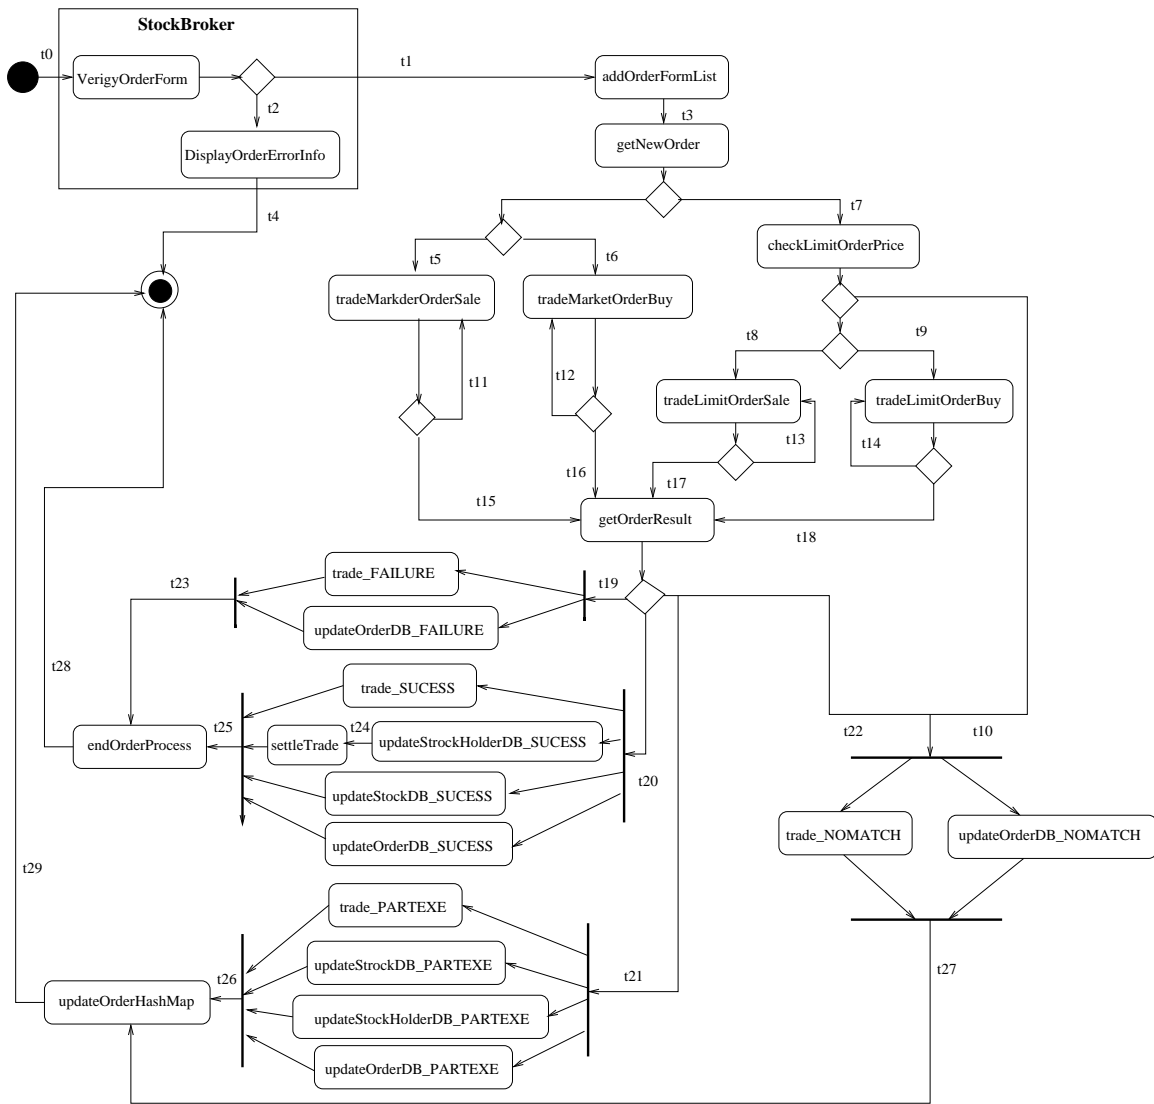 StockBroker
t0
t1
VerigyOrderForm
addOrderFormList
t2
t3
DisplayOrderErrorInfo
getNewOrder
t4
t7
checkLimitOrderPrice
t5
t6
tradeMarkderOrderSale
tradeMarketOrderBuy
t8
t9
t11
t12
tradeLimitOrderSale
tradeLimitOrderBuy
t13
t14
t16
t17
t15
getOrderResult
t18
trade_FAILURE
t23
t19
updateOrderDB_FAILURE
t28
trade_SUCESS
t25
t24
t22
t10
endOrderProcess
settleTrade
updateStrockHolderDB_SUCESS
t20
updateStockDB_SUCESS
trade_NOMATCH
updateOrderDB_NOMATCH
updateOrderDB_SUCESS
t29
trade_PARTEXE
updateStrockDB_PARTEXE
t27
t26
t21
updateOrderHashMap
updateStockHolderDB_PARTEXE
updateOrderDB_PARTEXE